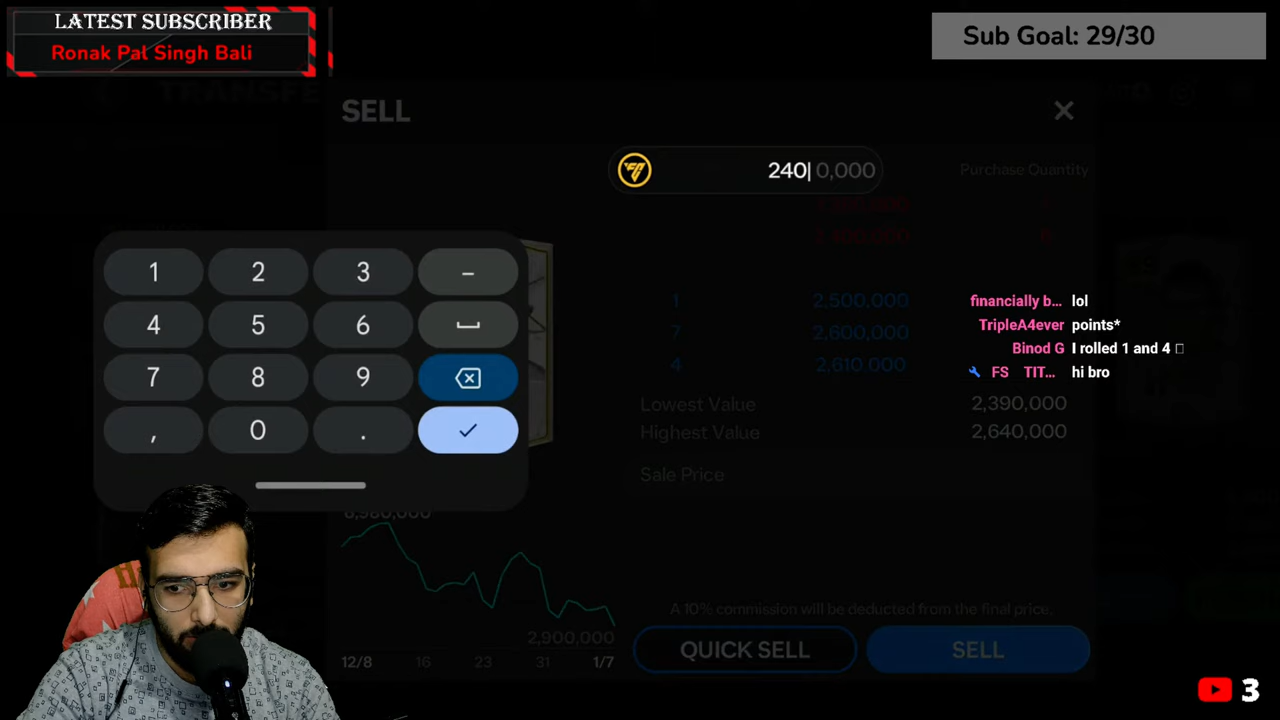 LATEST SUBSCRIBER
Ronak Pal Singh Bali
Sub Goal: 29/30
TRANSFE
SELL
240 0,000
Purchase Quantity
1 2 3 –
4 5 6
7 8 9
, 0 .
1 2,500,000
7 2,600,000
4 2,610,000
Lowest Value 2,390,000
Highest Value 2,640,000
Sale Price
financially b... lol
TripleA4ever points*
Binod G I rolled 1 and 4
FS TIT... hi bro
2,900,000
12/8 16 23 31 1/7
A 10% commission will be deducted from the final price.
QUICK SELL
SELL
3